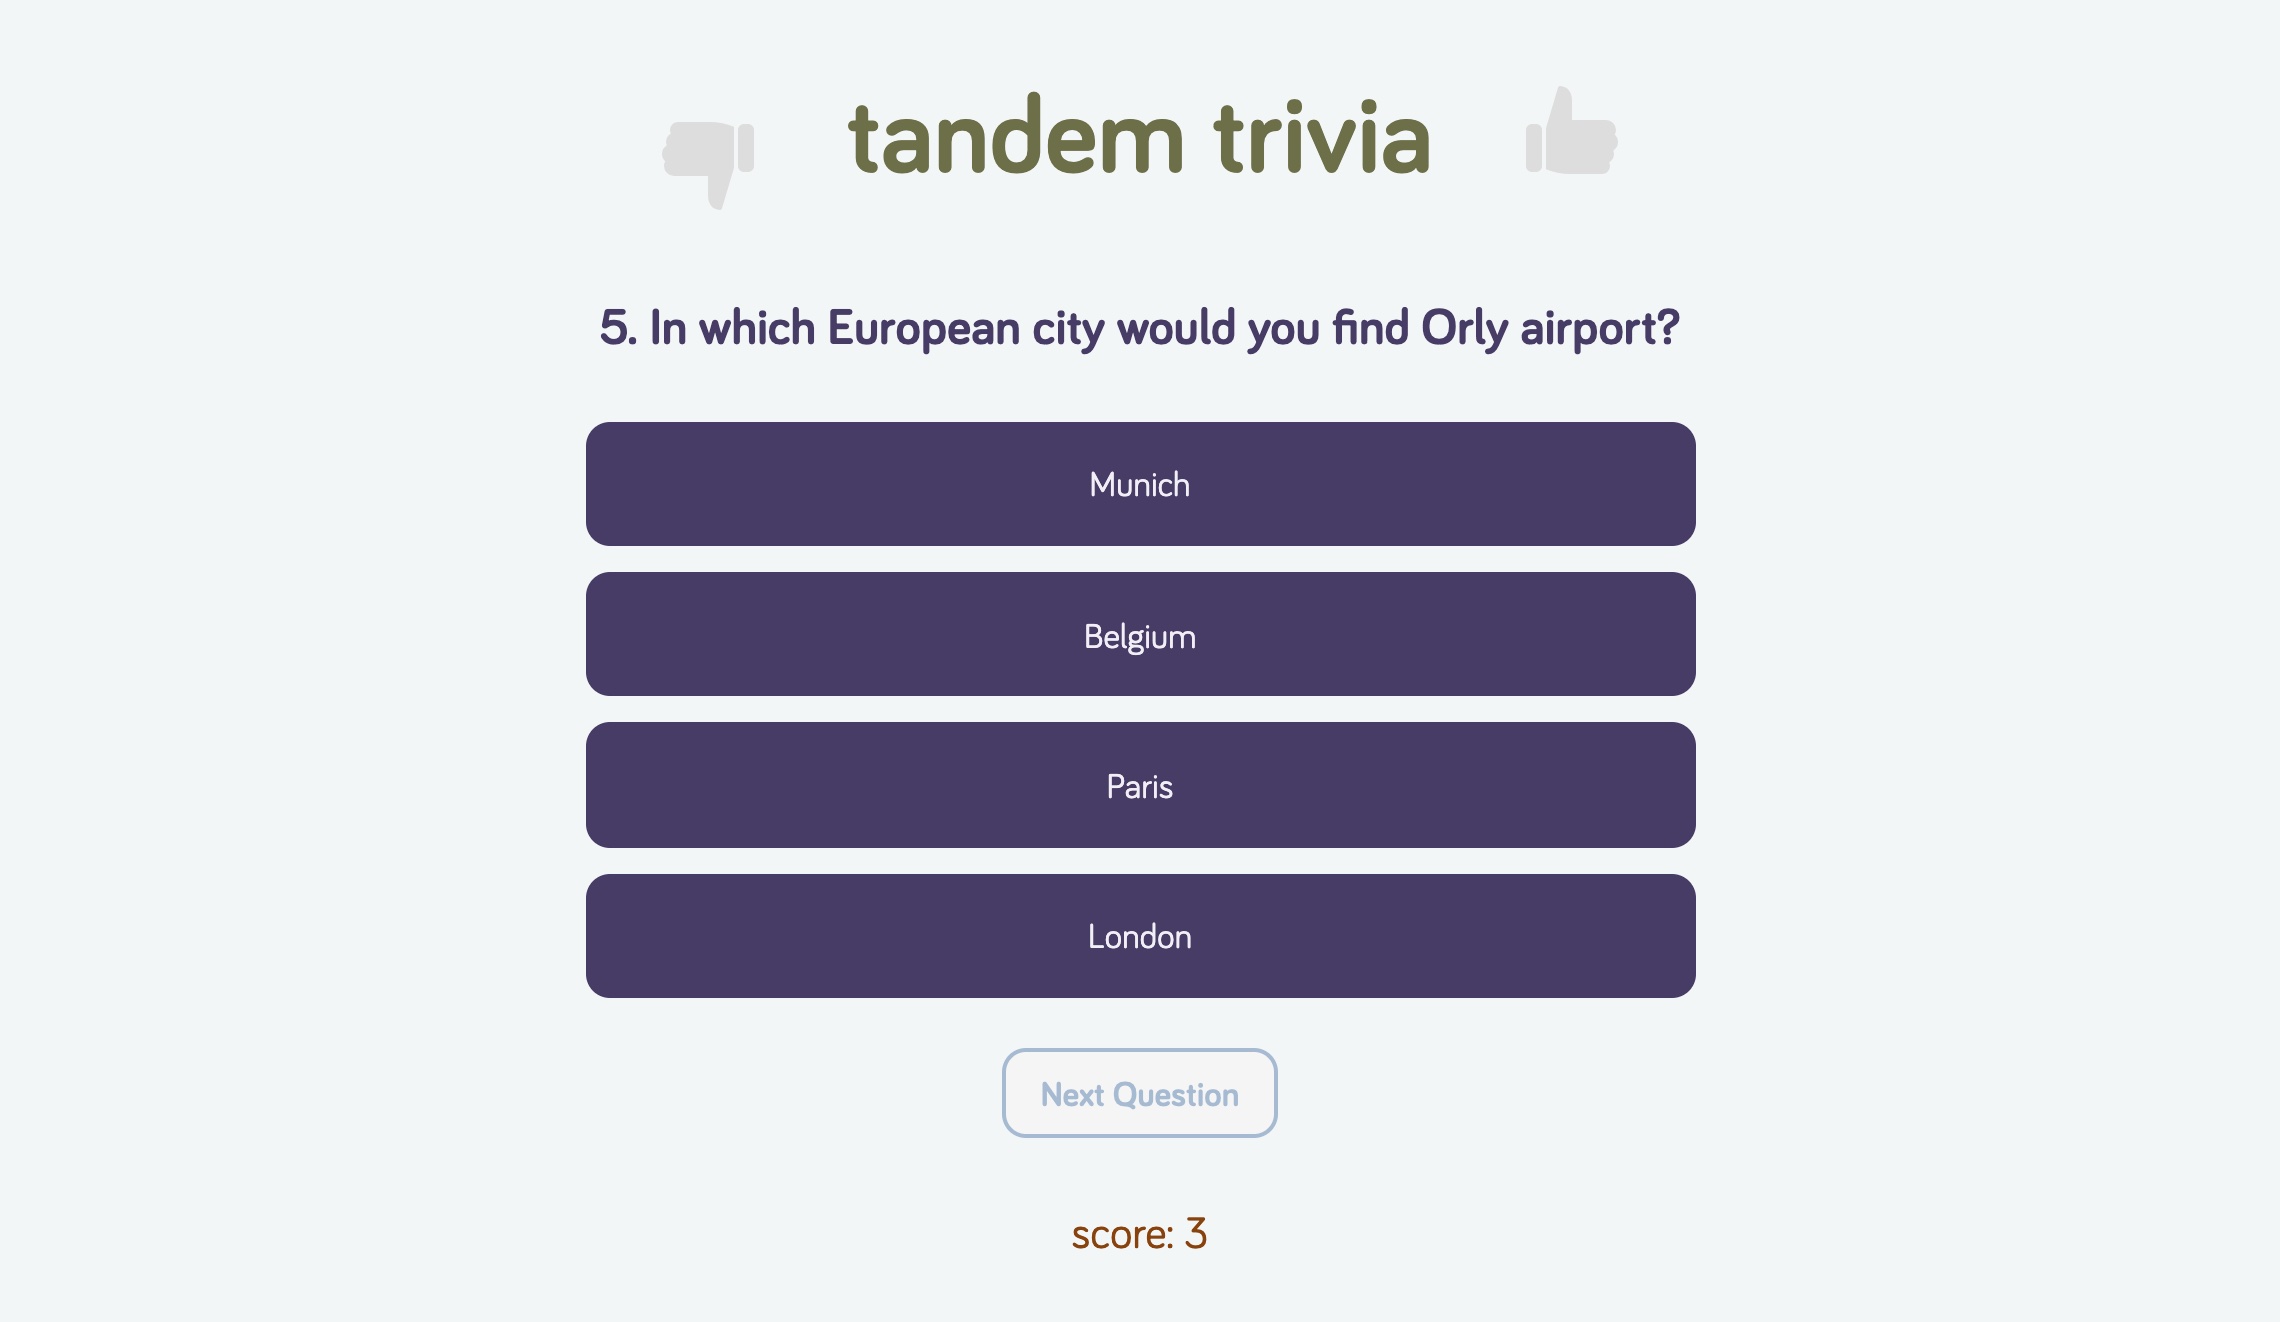 tandem trivia
5. In which European city would you find Orly airport?
Munich
Belgium
Paris
London
Next Question
score: 3